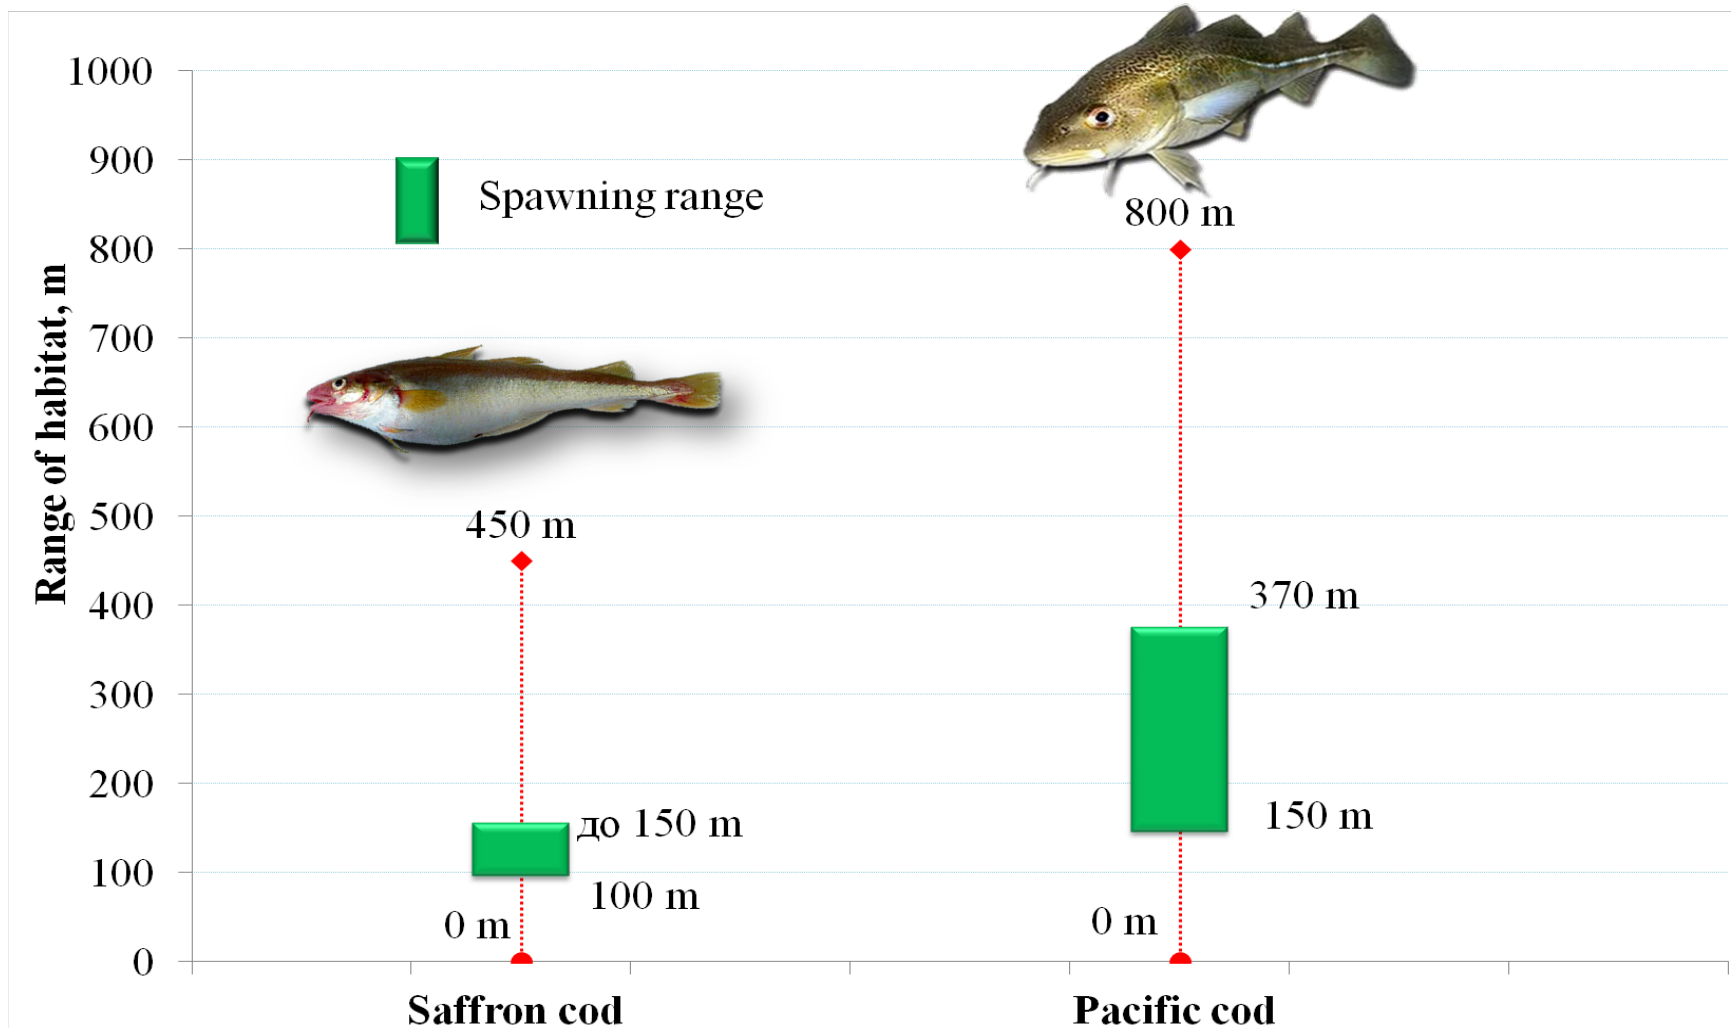 Range of habitat, m
1000
900
800
700
600
500
400
300
200
100
0
Spawning range
450 m
до 150 m
100 m
0 m
800 m
370 m
150 m
0 m
Saffron cod
Pacific cod